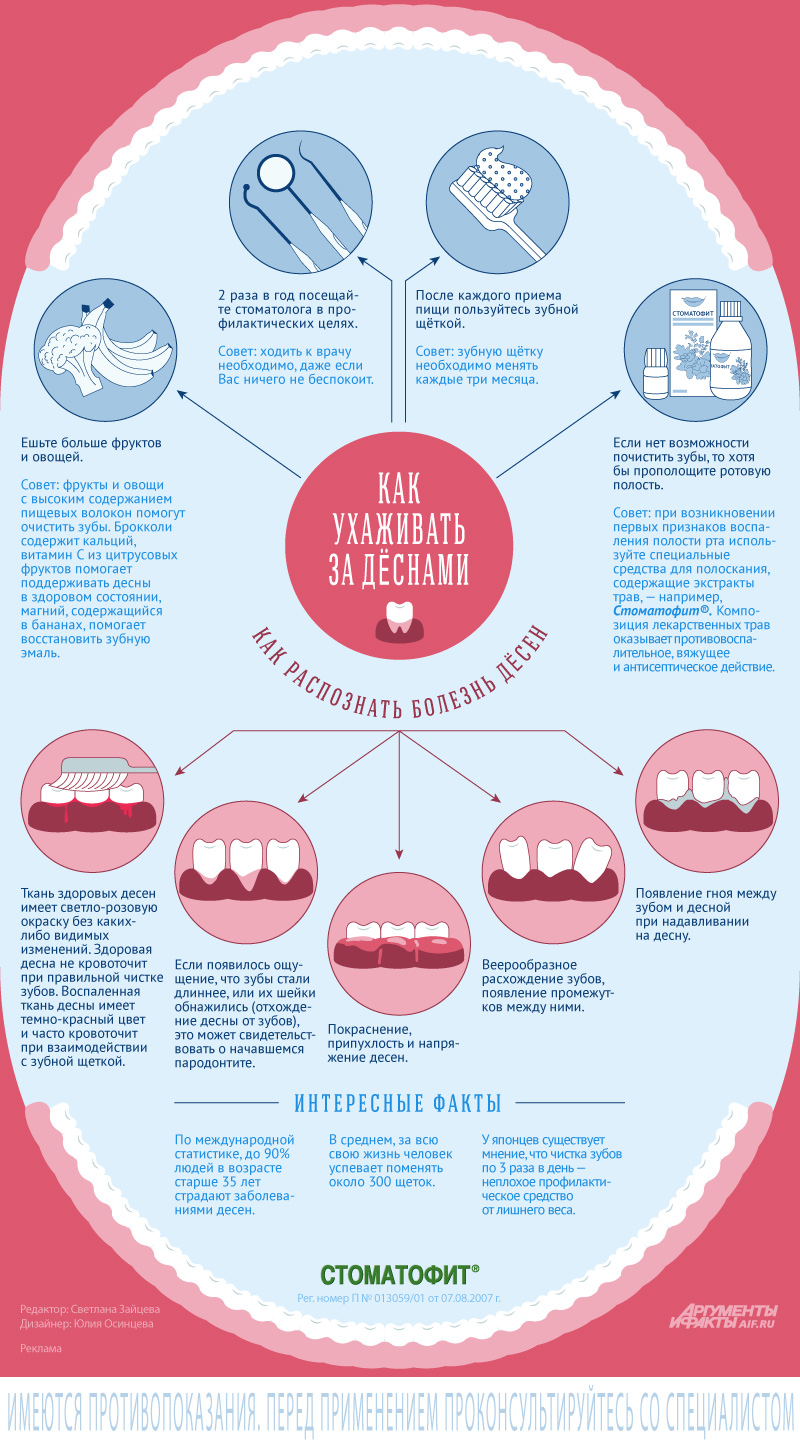 2 раза в год посещай-
те стоматолога в про-
филактических целях.
Совет: ходить к врачу
необходимо, даже если
Вас ничего не беспокоит.
После каждого приема
пищи пользуйтесь зубной
щёткой.
Совет: зубную щётку
необходимо менять
каждые три месяца.
Ешьте больше фруктов
и овощей.
Совет: фрукты и овощи
с высоким содержанием
пищевых волокон помогут
очистить зубы. Брокколи
содержит кальций,
витамин С из цитрусовых
фруктов помогает
поддерживать десны
в здоровом состоянии,
магний, содержащийся
в бананах, помогает
восстановить зубную
эмаль.
СТОМАТОФИТ
АТОФИТ
Если нет возможности
почистить зубы, то хотя
бы прополощите ротовую
полость.
Совет: при возникновении
первых признаков воспа-
ления полости рта исполь-
зуйте специальные
средства для полоскания,
содержащие экстракты
трав, — например,
Стоматофит®. Компо-
зиция лекарственных трав
оказывает противовоспа-
лительное, вяжущее
и антисептическое действие.
КАК
УХАЖИВАТЬ
ЗА ДЁСНАМИ
КАК РАСПОЗНАТЬ БОЛЕЗНЬ ДЁСЕН
Ткань здоровых десен
имеет светло-розовую
окраску без каких-
либо видимых
изменений. Здоровая
десна не кровоточит
при правильной чистке
зубов. Воспаленная
ткань десны имеет
темно-красный цвет
и часто кровоточит
при взаимодействии
с зубной щеткой.
Если появилось ощу-
щение, что зубы стали
длиннее, или их шейки
обнажились (отхожде-
ние десны от зубов),
это может свидетельст-
вовать о начавшемся
пародонтите.
Покраснение,
припухлость и напря-
жение десен.
Веерообразное
расхождение зубов,
появление промежут-
ков между ними.
Появление гноя между
зубом и десной
при надавливании
на десну.
ИНТЕРЕСНЫЕ ФАКТЫ
По международной
статистике, до 90%
людей в возрасте
старше 35 лет
страдают заболева-
ниями десен.
В среднем, за всю
свою жизнь человек
успевает поменять
около 300 щеток.
У японцев существует
мнение, что чистка зубов
по 3 раза в день —
неплохое профилакти-
ческое средство
от лишнего веса.
СТОМАТОФИТ®
Рег. номер П № 013059/01 от 07.08.2007 г.
Редактор: Светлана Зайцева
Дизайнер: Юлия Осинцева
Реклама
АРГУМЕНТЫ
И ФАКТЫ AIF.RU
ИМЕЮТСЯ ПРОТИВОПОКАЗАНИЯ. ПЕРЕД ПРИМЕНЕНИЕМ ПРОКОНСУЛЬТИРУЙТЕСЬ СО СПЕЦИАЛИСТОМ